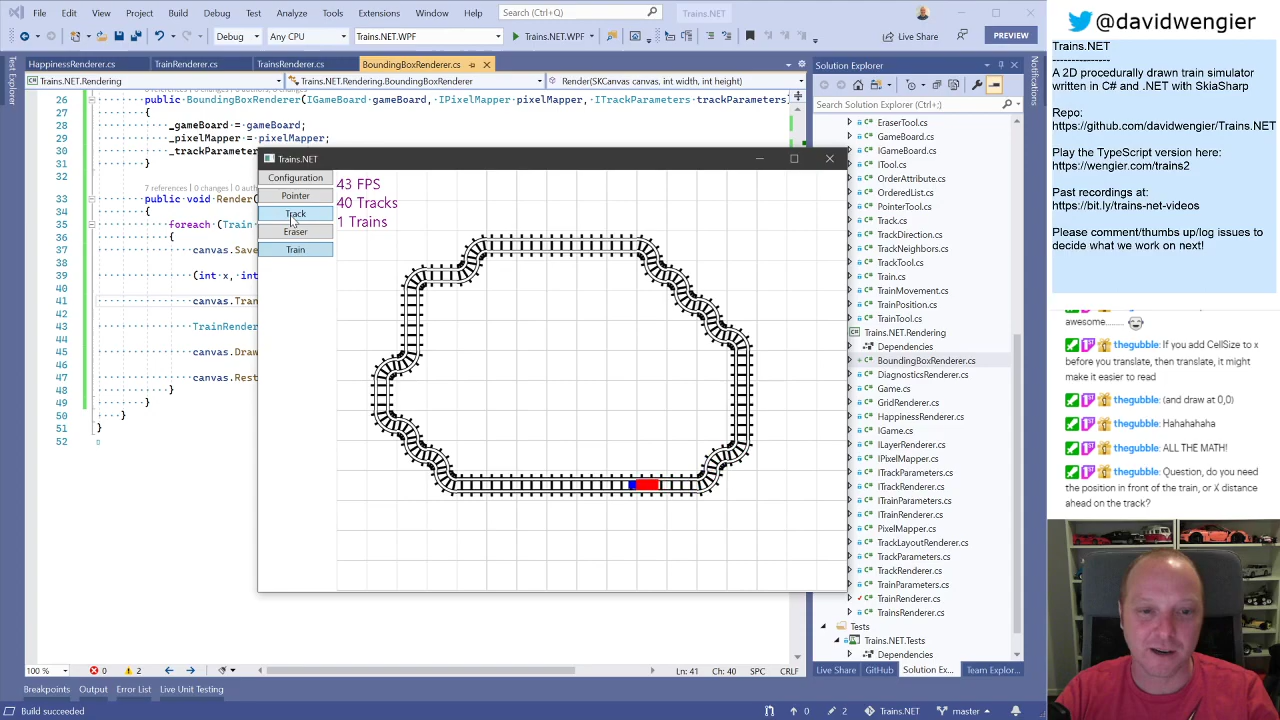 File
Edit
View
Git
Project
Build
Debug
Test
Analyze
Tools
Extensions
Window
Help
Search (Ctrl+Q)
Trains.NET
Debug
Any CPU
Trains.NET.WPF
Trains.NET.WPF
Live Share
PREVIEW
HappinessRenderer.cs
TrainRenderer.cs
TrainsRenderer.cs
BoundingBoxRenderer.cs
Trains.NET.Rendering
Trains.NET.Rendering.BoundingBoxRenderer
Render(SKCanvas canvas, int width, int height)
Test Explorer
26 public BoundingBoxRenderer(IGameBoard gameBoard, IPixelMapper pixelMapper, ITrackParameters trackParameters
27 {
28 _gameBoard = gameBoard;
29 _pixelMapper = pixelMapper;
30 _trackParameter
31 }
32
7 references | 0 changes | 0 auth
33 public void Render(
34 {
35 foreach (Train
36 {
37 canvas.Save
38
39 (int x, int
40
41 canvas.Tran
42
43 TrainRender
44
45 canvas.Draw
46
47 canvas.Rest
48 }
49 }
50 }
51 }
52
Trains.NET
Configuration
Pointer
Track
Eraser
Train
43 FPS
40 Tracks
1 Trains
Solution Explorer
Search Solution Explorer (Ctrl+;)
EraserTool.cs
GameBoard.cs
IGameBoard.cs
ITool.cs
OrderAttribute.cs
OrderedList.cs
PointerTool.cs
Track.cs
TrackDirection.cs
TrackNeighbors.cs
TrackTool.cs
Train.cs
TrainMovement.cs
TrainPosition.cs
TrainTool.cs
Trains.NET.Rendering
Dependencies
BoundingBoxRenderer.cs
DiagnosticsRenderer.cs
Game.cs
GridRenderer.cs
HappinessRenderer.cs
IGame.cs
ILayerRenderer.cs
IPixelMapper.cs
ITrackParameters.cs
ITrackRenderer.cs
ITrainParameters.cs
ITrainRenderer.cs
PixelMapper.cs
TrackLayoutRenderer.cs
TrackParameters.cs
TrackRenderer.cs
TrainParameters.cs
TrainRenderer.cs
TrainsRenderer.cs
Tests
Trains.NET.Tests
Dependencies
Live Share
GitHub
Solution Ex...
Team Explor...
Notifications
100 %
0
2
Ln: 41
Ch: 40
SPC
CRLF
Breakpoints
Output
Error List
Live Unit Testing
Build succeeded
0
2
Trains.NET
master
@davidwengier
Trains.NET
----------
A 2D procedurally drawn train simulator
written in C# and .NET with SkiaSharp
Repo:
https://github.com/davidwengier/Trains.NET
Play the TypeScript version here:
https://wengier.com/trains2
Past recordings at:
https://bit.ly/trains-net-videos
Please comment/thumbs up/log issues to
decide what we work on next!
awesome.........
thegubble: If you add CellSize to x
before you translate, then translate, it might
make it easier to read
thegubble: (and draw at 0,0)
thegubble: Hahahahaha
thegubble: ALL THE MATH!
thegubble: Question, do you need
the position in front of the train, or X distance
ahead on the track?